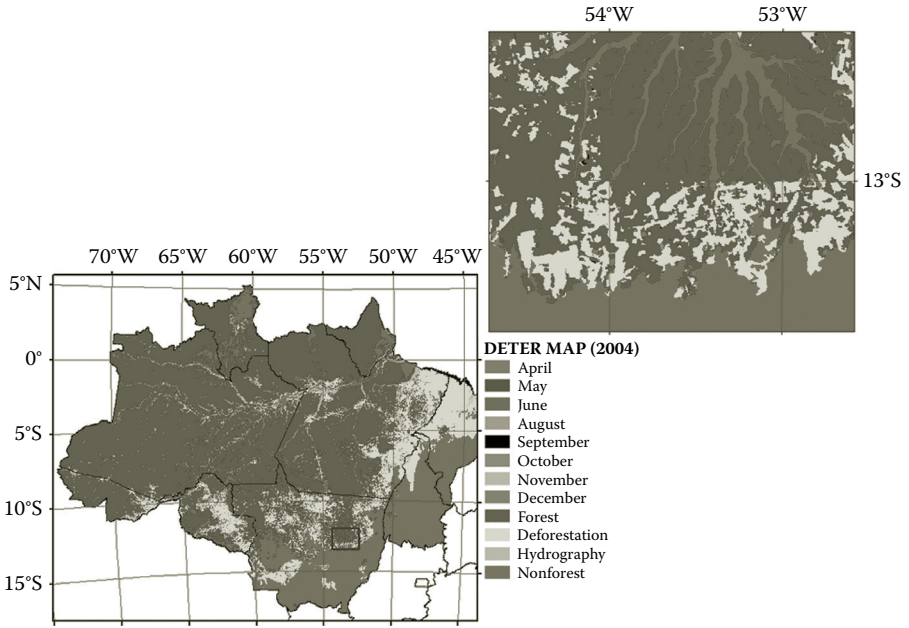 54°W 53°W
13°S
70°W 65°W 60°W 55°W 50°W 45°W
5°N
0°
5°S
10°S
15°S
DETER MAP (2004)
April
May
June
August
September
October
November
December
Forest
Deforestation
Hydrography
Nonforest